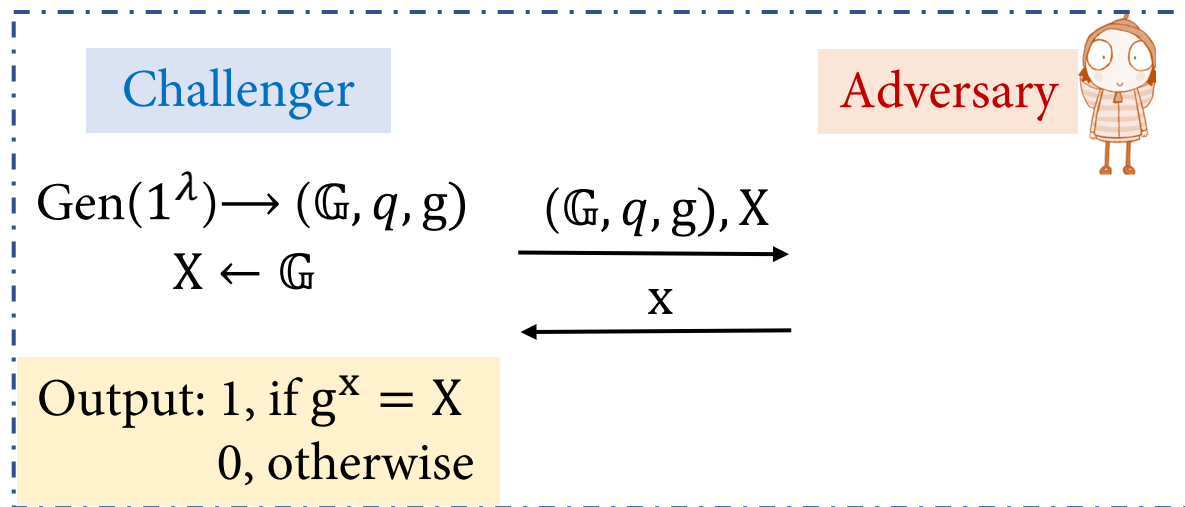 Challenger
Adversary
Gen(1^λ)⟶ (𝔾, q, g)
X ← 𝔾
(𝔾, q, g), X
x
Output: 1, if g^x = X
0, otherwise